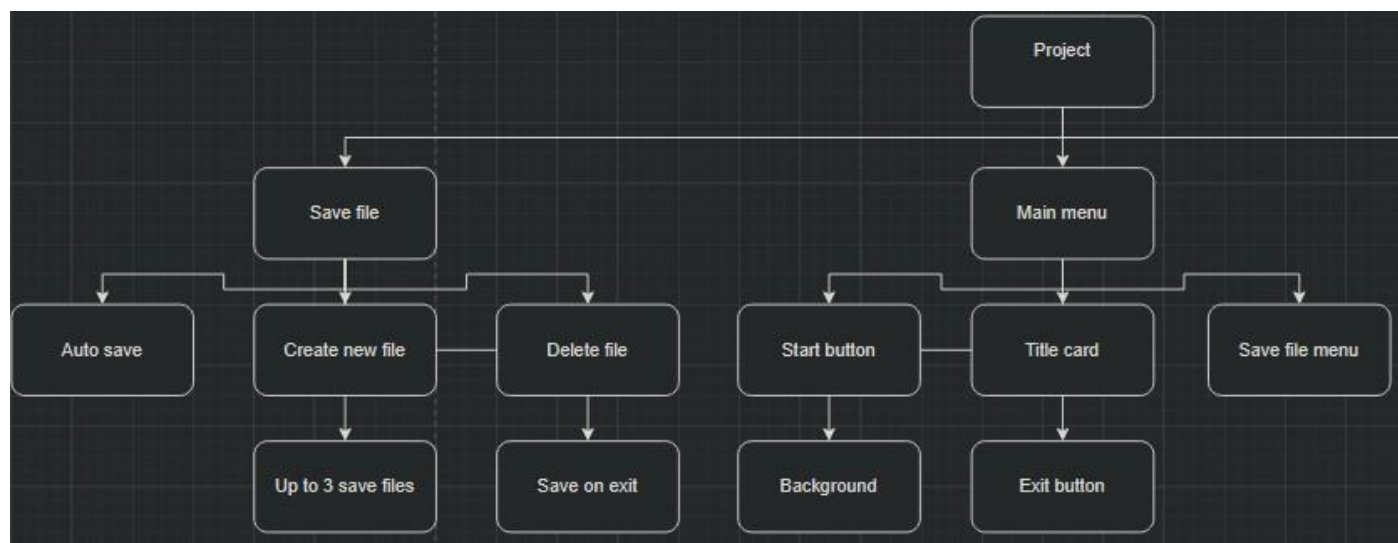 Project
Save file
Main menu
Auto save
Create new file
Delete file
Start button
Title card
Save file menu
Up to 3 save files
Save on exit
Background
Exit button